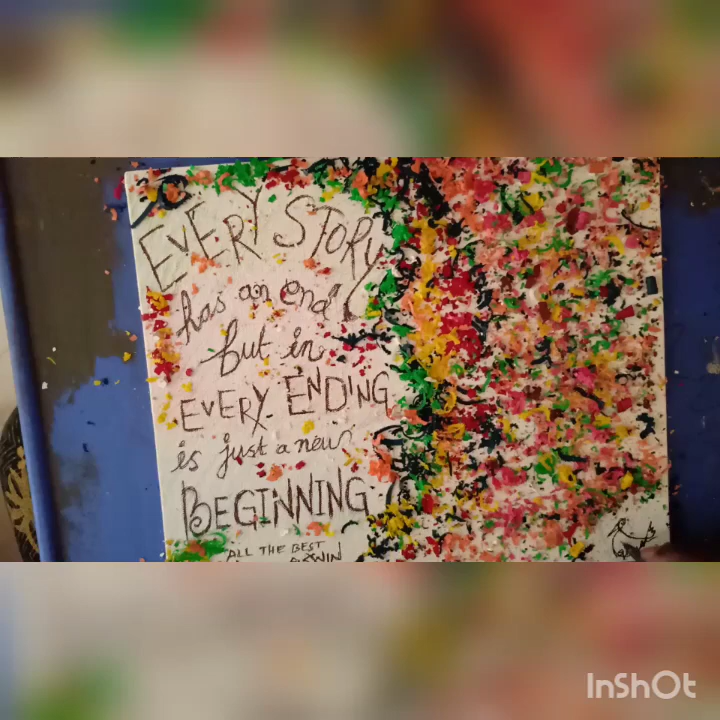 EVERY STORY
has an end
but in
EVERY ENDING
is just a new
BEGINNING
ALL THE BEST
InShOt